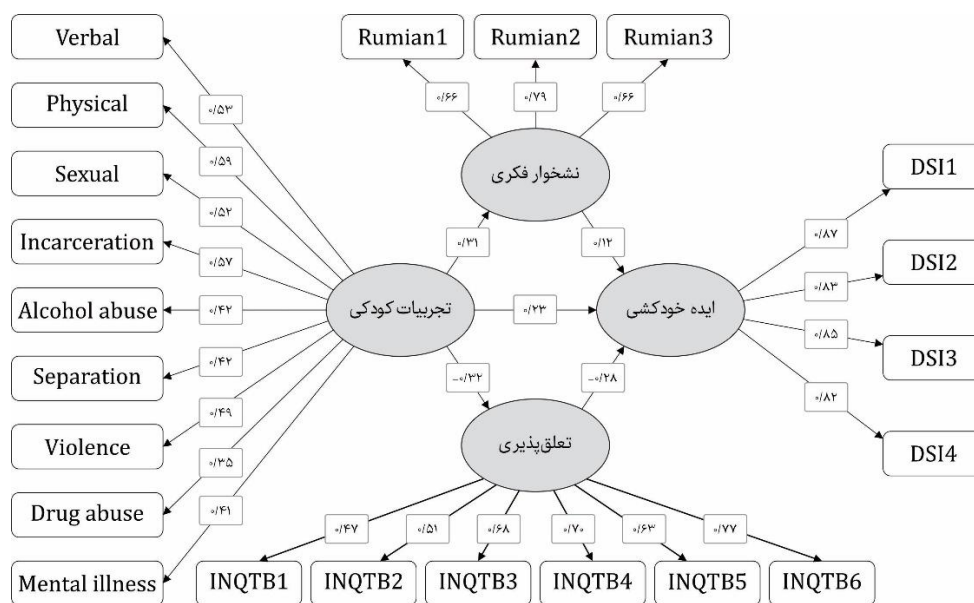 Verbal
Physical
Sexual
Incarceration
Alcohol abuse
Separation
Violence
Drug abuse
Mental illness
۰/۵۳
۰/۵۹
۰/۵۲
۰/۵۷
۰/۴۲
۰/۴۲
۰/۴۹
۰/۳۵
۰/۴۱
Rumian1
Rumian2
Rumian3
۰/۶۶
۰/۷۹
۰/۶۶
نشخوار فکری
۰/۳۱
۰/۱۲
تجربیات کودکی
۰/۲۳
ایده خودکشی
-۰/۳۲
-۰/۲۸
تعلق‌پذیری
۰/۸۷
۰/۸۳
۰/۸۵
۰/۸۲
DSI1
DSI2
DSI3
DSI4
۰/۴۷
۰/۵۱
۰/۶۸
۰/۷۰
۰/۶۳
۰/۷۷
INQTB1
INQTB2
INQTB3
INQTB4
INQTB5
INQTB6